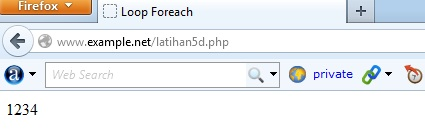 Firefox
Loop Foreach
www.example.net/latihan5d.php
a Web Search private
1234